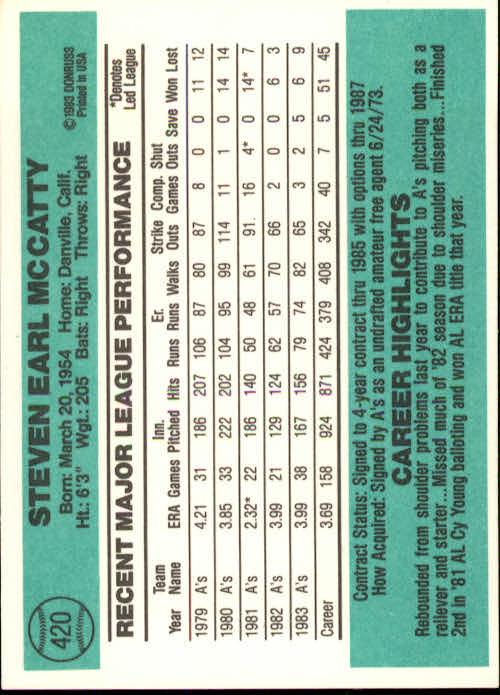 420
STEVEN EARL McCATTY
Born: March 20, 1954 Home: Danville, Calif.
Ht.: 6'3" Wgt.: 205 Bats: Right Throws: Right
©1983 DONRUSS
Printed in USA
RECENT MAJOR LEAGUE PERFORMANCE
*Denotes
Led League
Team Inn. Er. Strike Comp. Shut
Year Name ERA Games Pitched Hits Runs Runs Walks Outs Games Outs Save Won Lost
1979 A's 4.21 31 186 207 106 87 80 87 8 0 0 11 12
1980 A's 3.85 33 222 202 104 95 99 114 11 1 0 14 14
1981 A's 2.32* 22 186 140 50 48 61 91. 16 4* 0 14* 7
1982 A's 3.99 21 129 124 62 57 70 66 2 0 0 6 3
1983 A's 3.99 38 167 156 79 74 82 65 3 2 5 6 9
Career 3.69 158 924 871 424 379 408 342 40 7 5 51 45
Contract Status: Signed to 4-year contract thru 1985 with options thru 1987
How Acquired: Signed by A's as an undrafted amateur free agent 6/24/73.
CAREER HIGHLIGHTS
Rebounded from shoulder problems last year to contribute to A's pitching both as a
reliever and starter... Missed much of '82 season due to shoulder miseries... Finished
2nd in '81 AL Cy Young balloting and won AL ERA title that year.